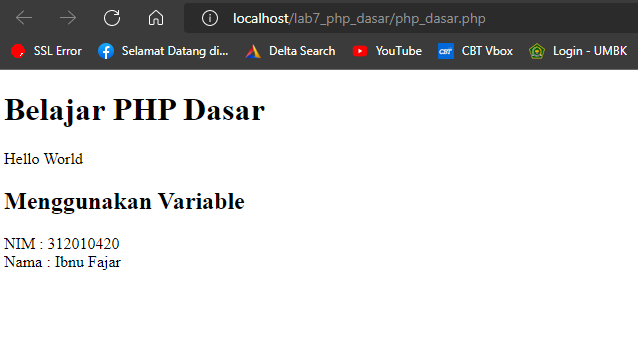 localhost/lab7_php_dasar/php_dasar.php
SSL Error Selamat Datang di... Delta Search YouTube CBT CBT Vbox Login - UMBK
Belajar PHP Dasar
Hello World
Menggunakan Variable
NIM : 312010420
Nama : Ibnu Fajar